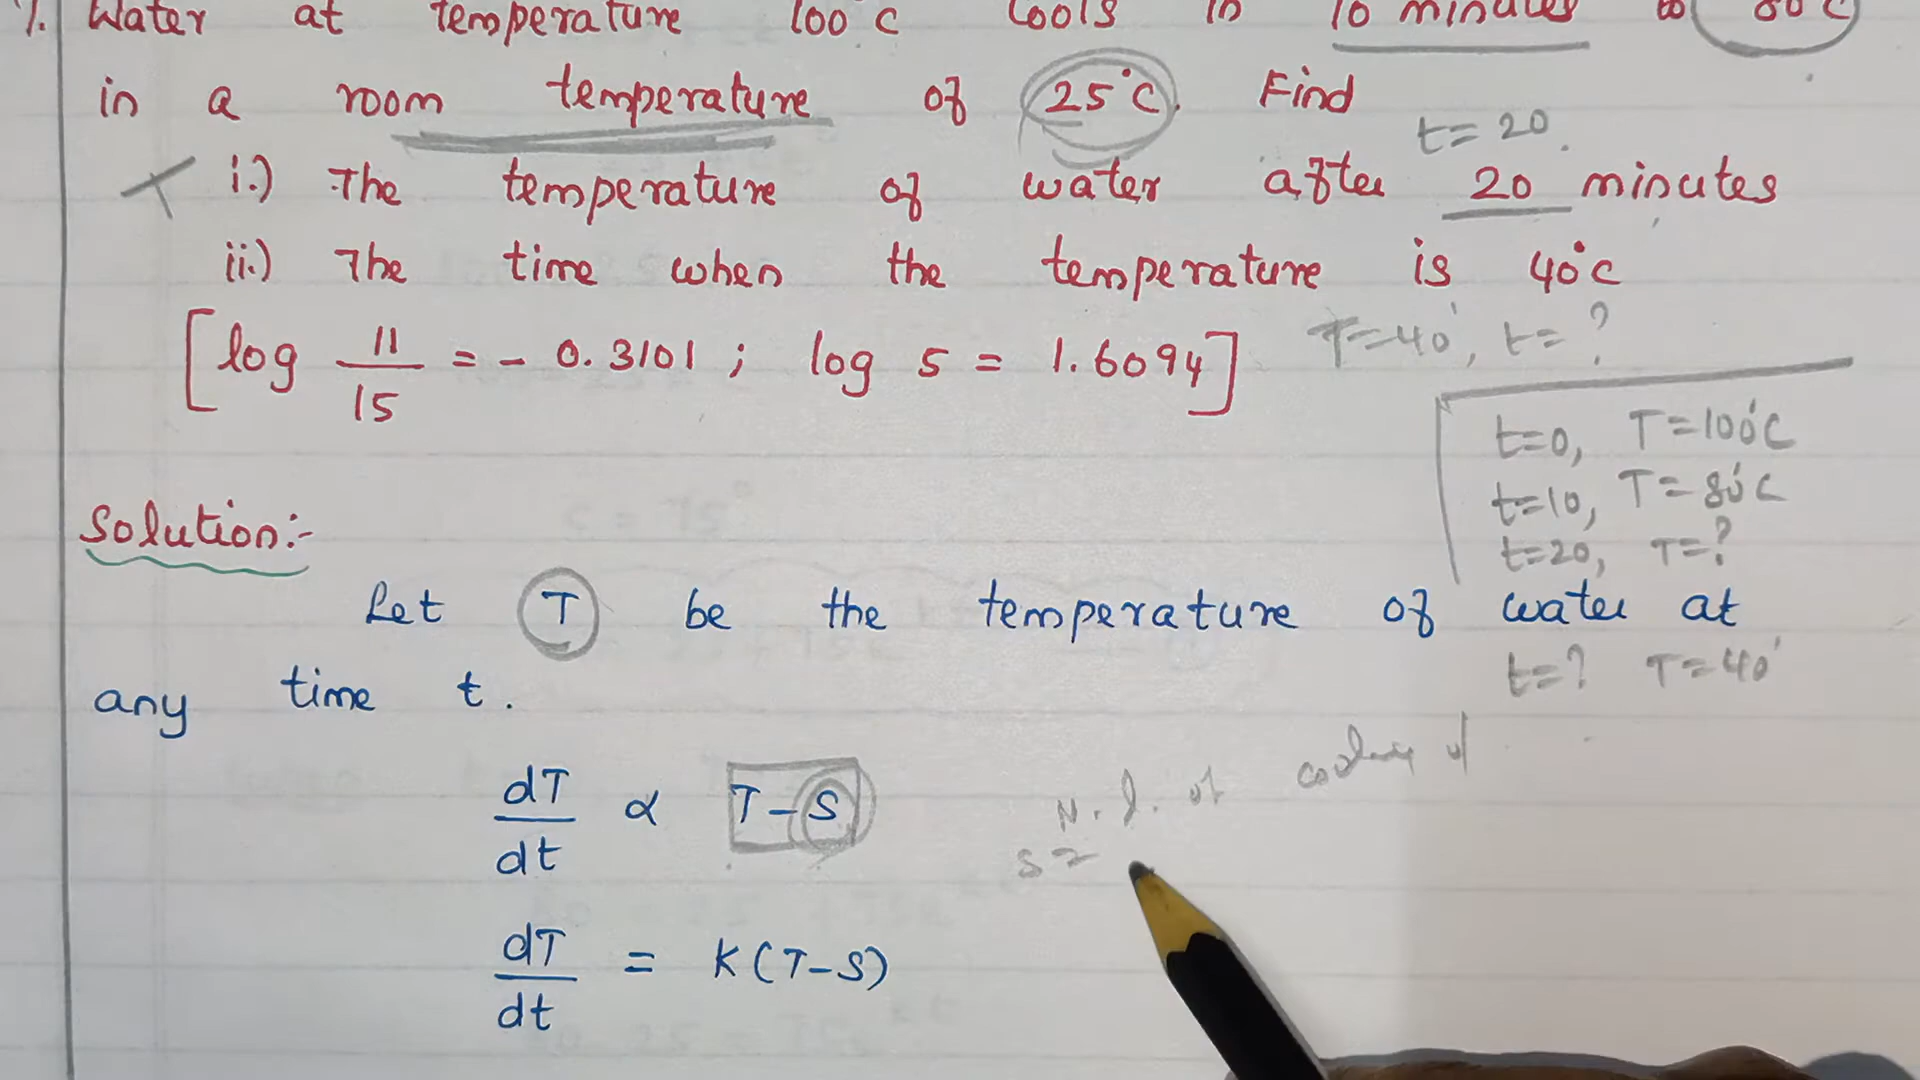 7. Water at temperature 100°C cools in 10 minutes to 80°C
in a room temperature of 25°C. Find
t=20.
i.) The temperature of water after 20 minutes
ii.) The time when the temperature is 40°C
[log 11/15 = - 0.3101 ; log 5 = 1.6094]
T=40°, t=?
t=0, T=100°C
t=10, T=80°C
t=20, T=?
Solution:-
Let T be the temperature of water at
t=? T=40°
any time t.
dT/dt ∝ T-S
N. l. of cooling
S=
dT/dt = K(T-S)